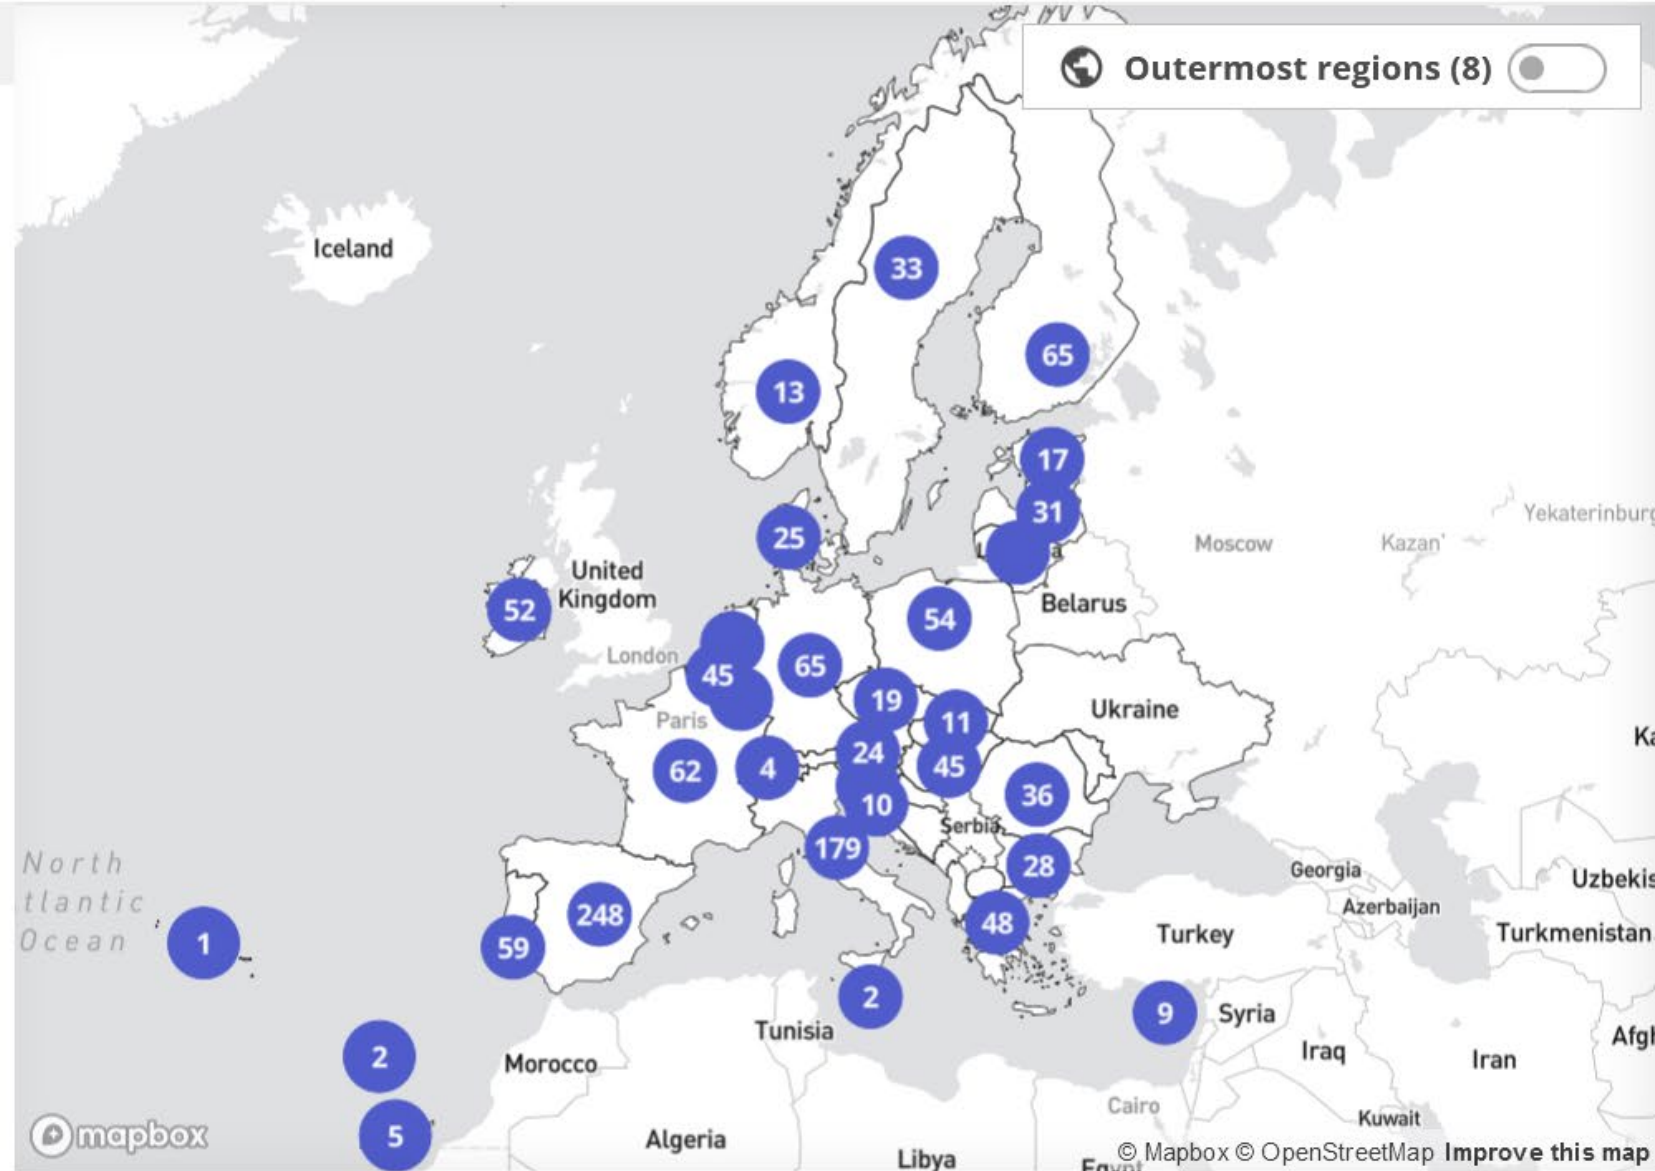 Outermost regions (8)
Iceland
33
65
13
17
31
25
Yekaterinburg
Moscow
Kazan'
United
Kingdom
52
Belarus
54
London
45
65
19
11
Paris
Ukraine
62
4
24
45
36
10
Serbia
179
28
North
tlantic
Ocean
Georgia
Uzbekis
Azerbaijan
248
59
48
Turkey
Turkmenistan
1
2
9
Syria
Tunisia
2
Morocco
Iraq
Iran
Afgh
Cairo
Kuwait
5
mapbox
Algeria
Libya
Egypt
© Mapbox © OpenStreetMap Improve this map